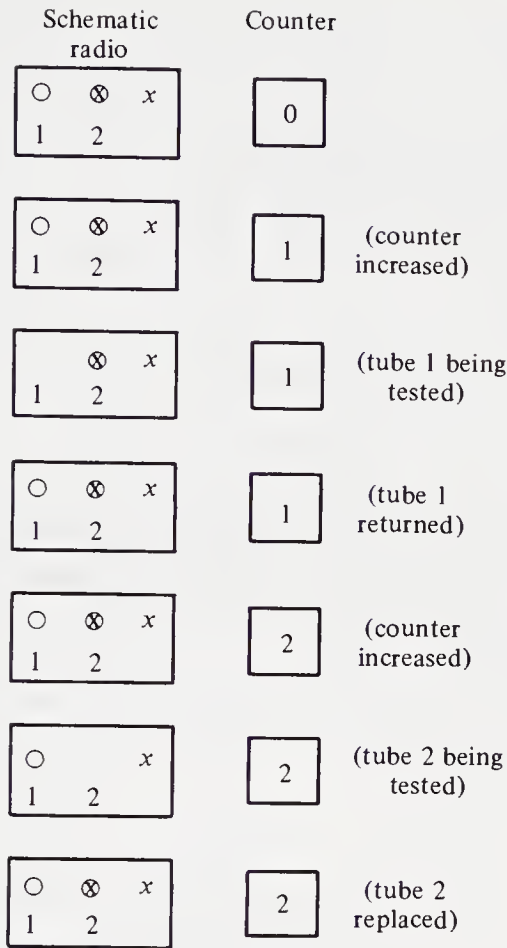 Schematic radio Counter
x
1 2
0
x
1 2
1
(counter
increased)
x
1 2
1
(tube 1 being
tested)
x
1 2
1
(tube 1
returned)
x
1 2
2
(counter
increased)
x
1 2
2
(tube 2 being
tested)
x
1 2
2
(tube 2
replaced)